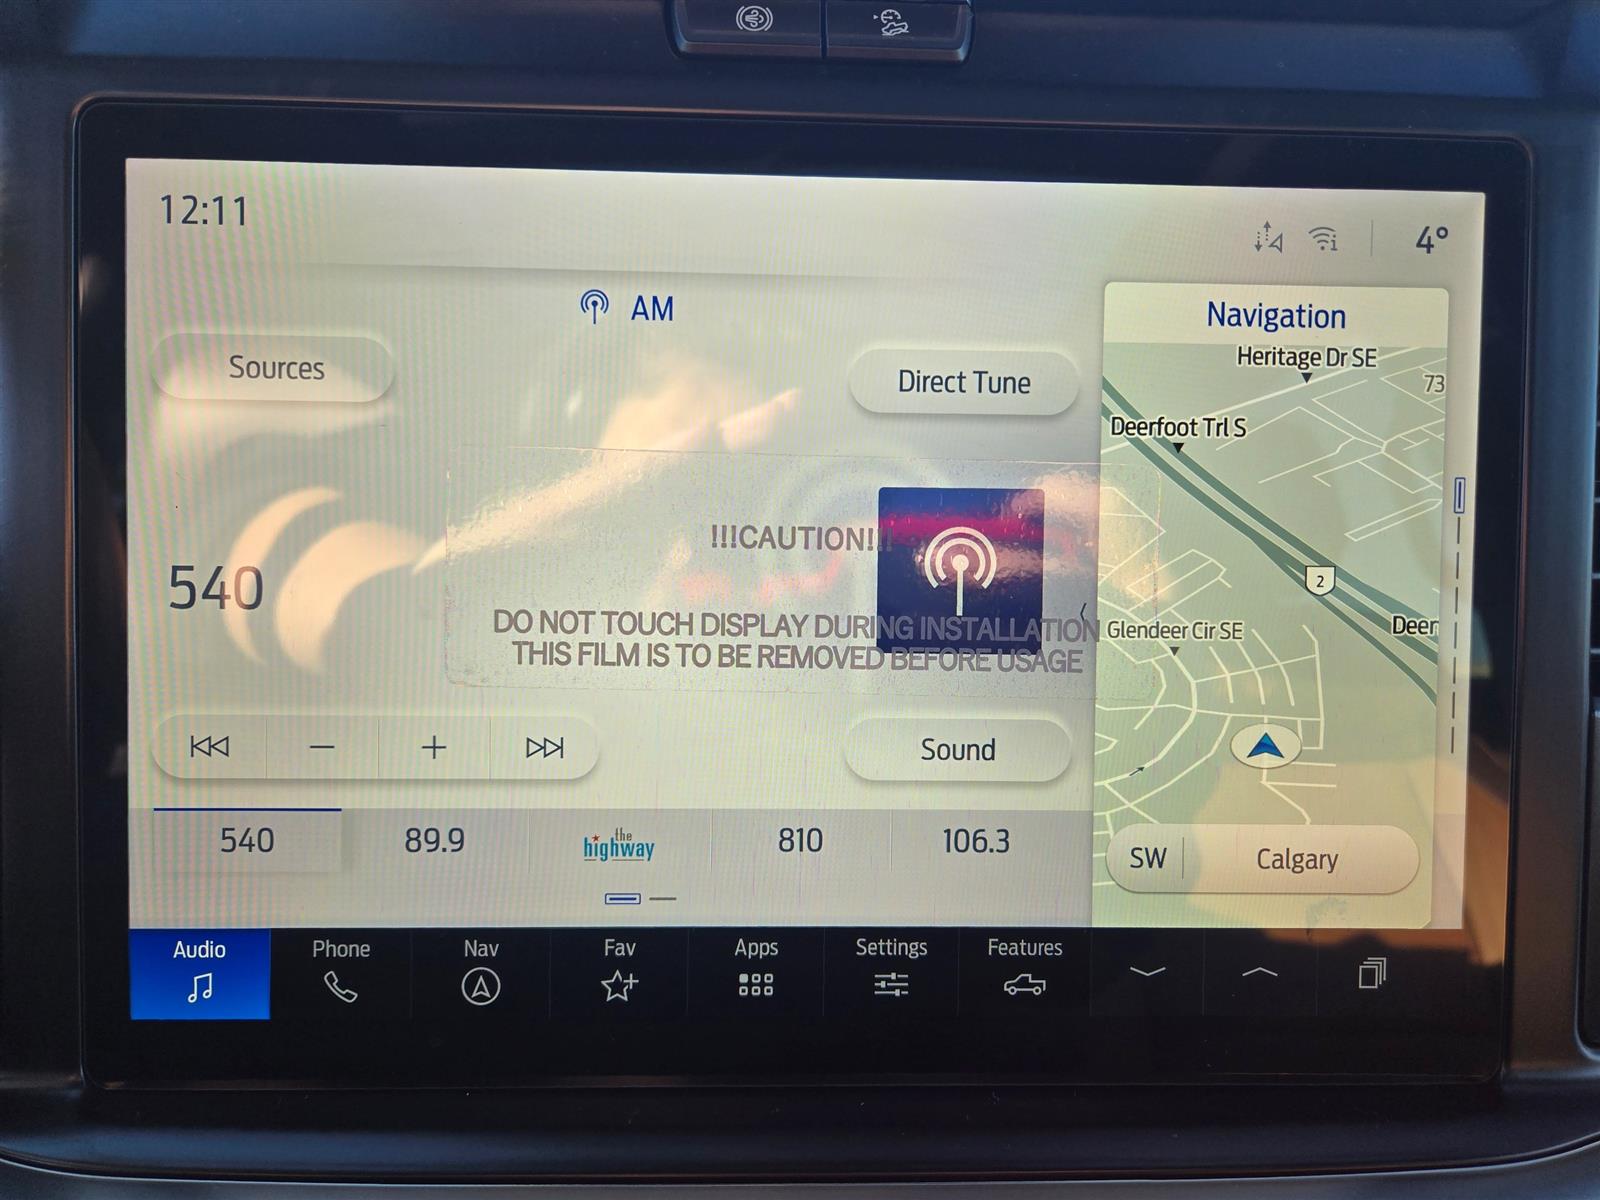 12:11
4°
AM
Sources
Direct Tune
540
!!!CAUTION!!!
DO NOT TOUCH DISPLAY DURING INSTALLATION
THIS FILM IS TO BE REMOVED BEFORE USAGE
Sound
540
89.9
the
highway
810
106.3
Navigation
Heritage Dr SE
73
Deerfoot Trl S
2
Deer
Glendeer Cir SE
SW
Calgary
Audio
Phone
Nav
Fav
Apps
Settings
Features